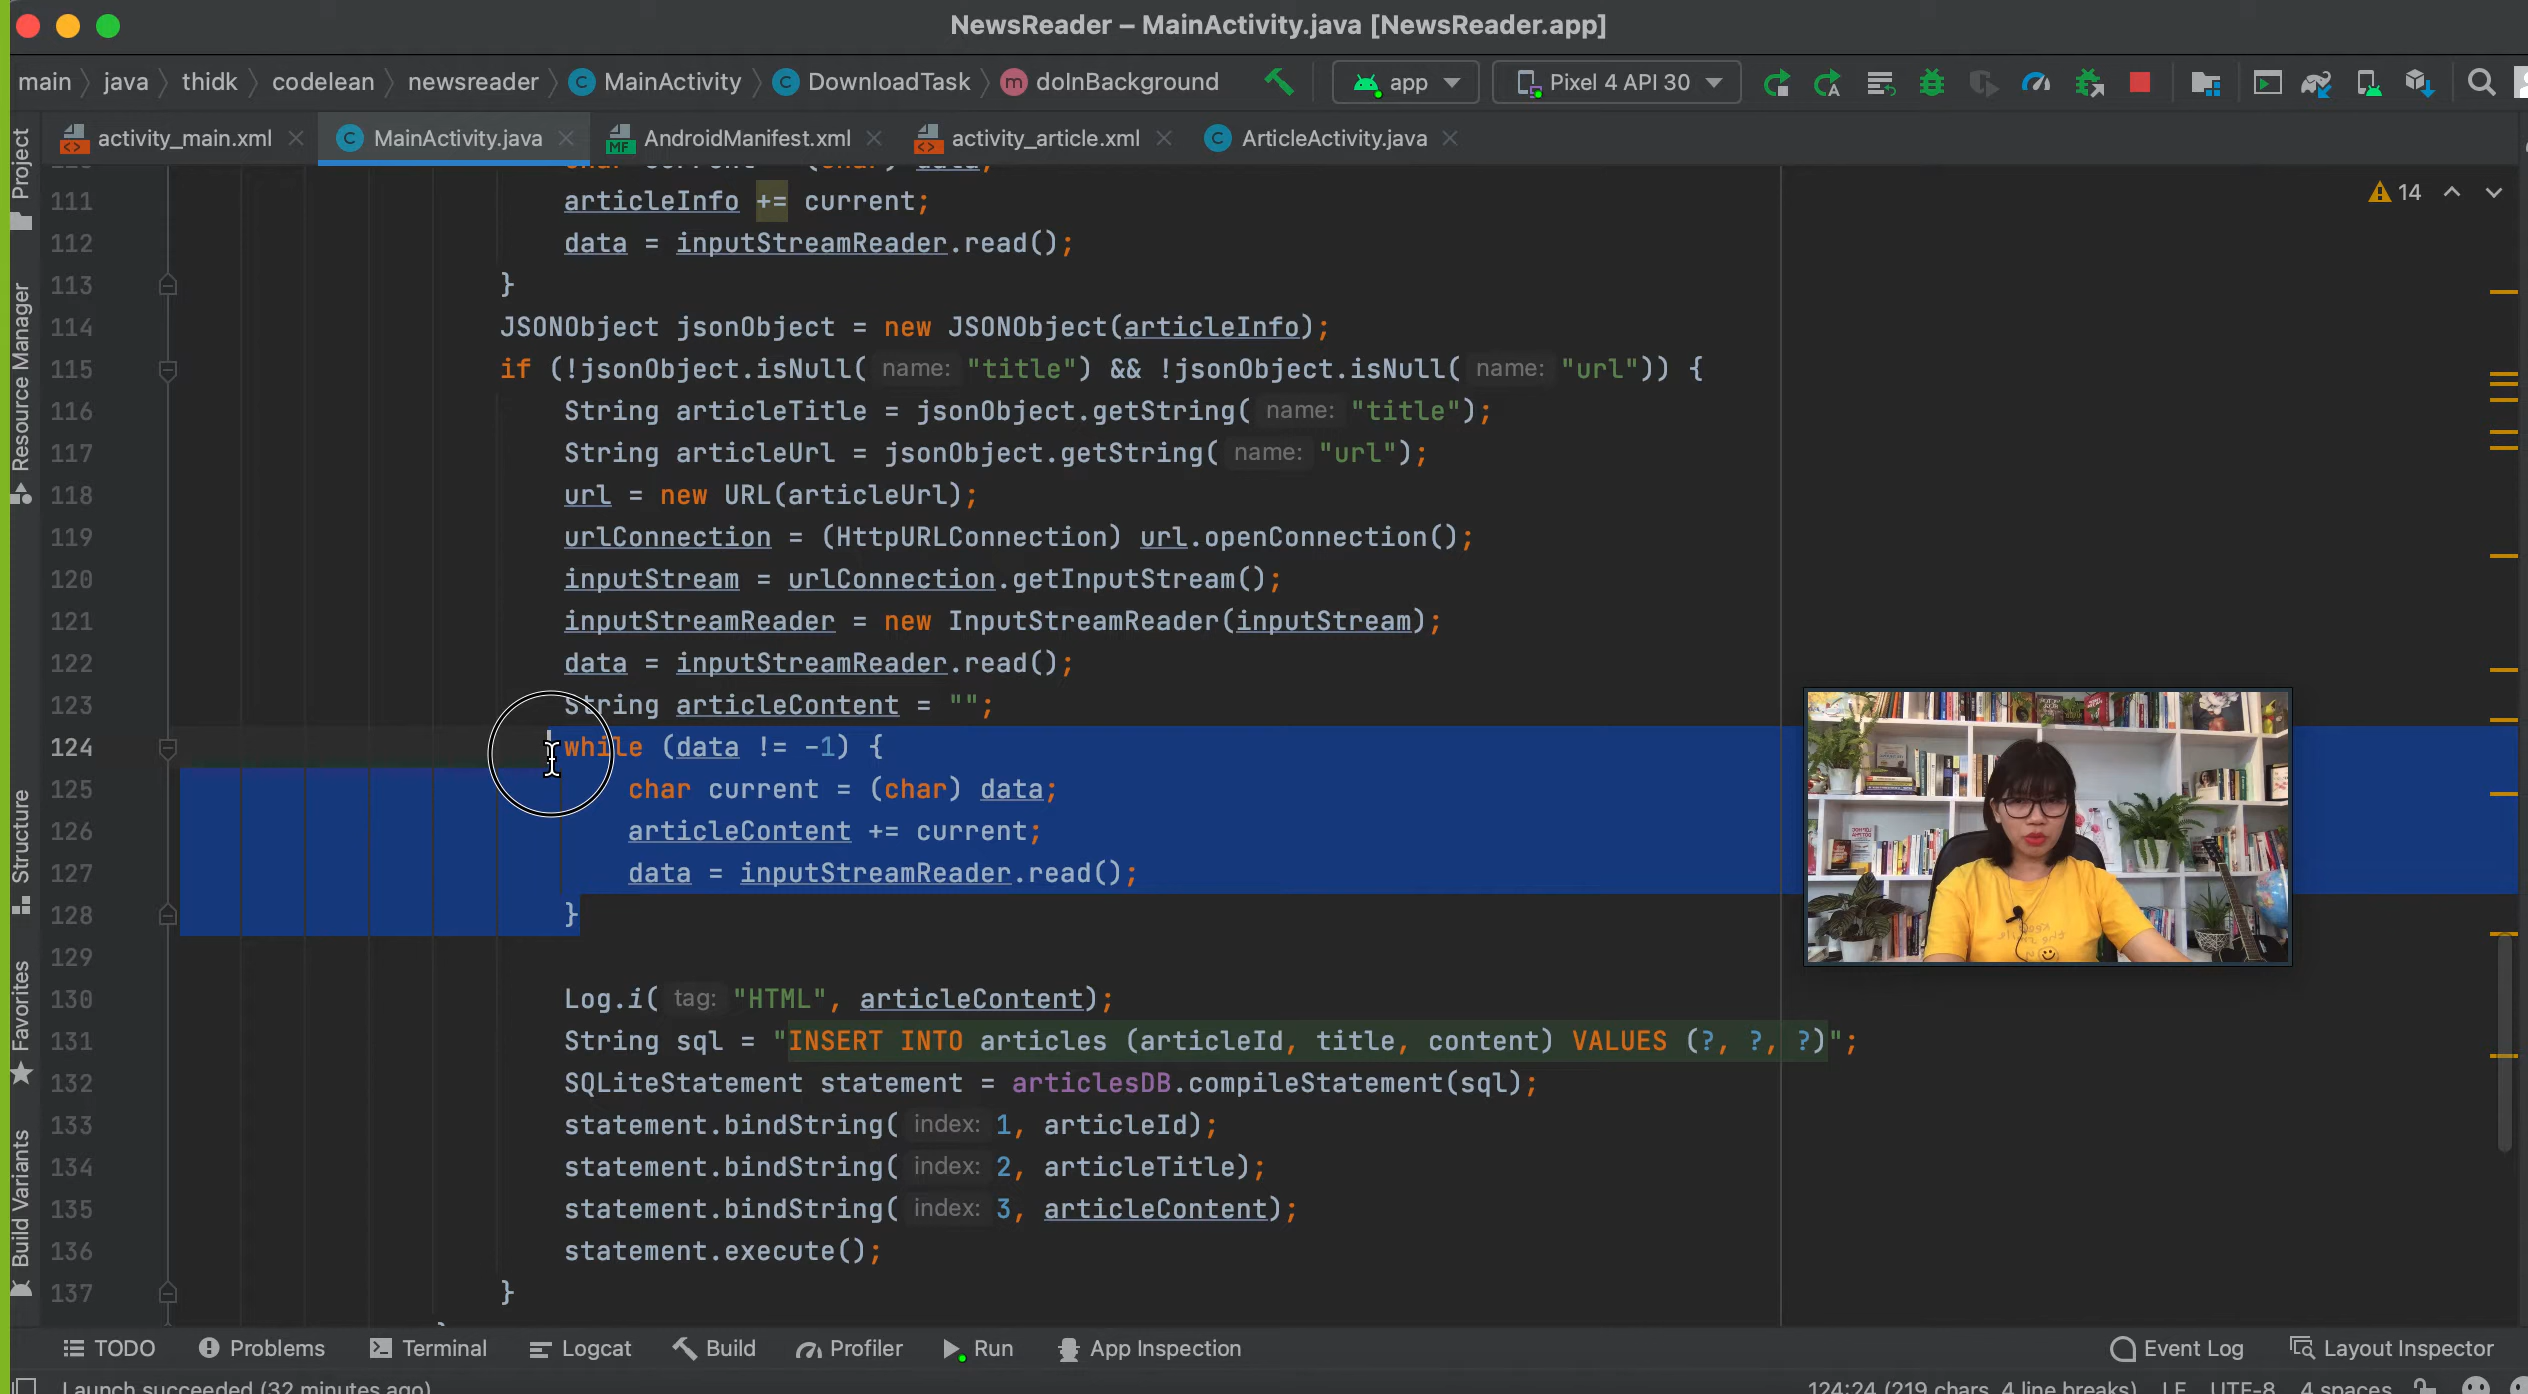 NewsReader – MainActivity.java [NewsReader.app]
main java thidk codelean newsreader MainActivity DownloadTask doInBackground app Pixel 4 API 30
activity_main.xml MainActivity.java AndroidManifest.xml activity_article.xml ArticleActivity.java
Project
Resource Manager
Structure
Favorites
Build Variants
14
111 articleInfo += current;
112 data = inputStreamReader.read();
113 }
114 JSONObject jsonObject = new JSONObject(articleInfo);
115 if (!jsonObject.isNull( name: "title") && !jsonObject.isNull( name: "url")) {
116 String articleTitle = jsonObject.getString( name: "title");
117 String articleUrl = jsonObject.getString( name: "url");
118 url = new URL(articleUrl);
119 urlConnection = (HttpURLConnection) url.openConnection();
120 inputStream = urlConnection.getInputStream();
121 inputStreamReader = new InputStreamReader(inputStream);
122 data = inputStreamReader.read();
123 String articleContent = "";
124 while (data != -1) {
125 char current = (char) data;
126 articleContent += current;
127 data = inputStreamReader.read();
128 }
129
130 Log.i( tag: "HTML", articleContent);
131 String sql = "INSERT INTO articles (articleId, title, content) VALUES (?, ?, ?)";
132 SQLiteStatement statement = articlesDB.compileStatement(sql);
133 statement.bindString( index: 1, articleId);
134 statement.bindString( index: 2, articleTitle);
135 statement.bindString( index: 3, articleContent);
136 statement.execute();
137 }
TODO Problems Terminal Logcat Build Profiler Run App Inspection Event Log Layout Inspector
Launch succeeded (32 minutes ago) 124:24 (219 chars, 4 line breaks) LF UTF-8 4 spaces